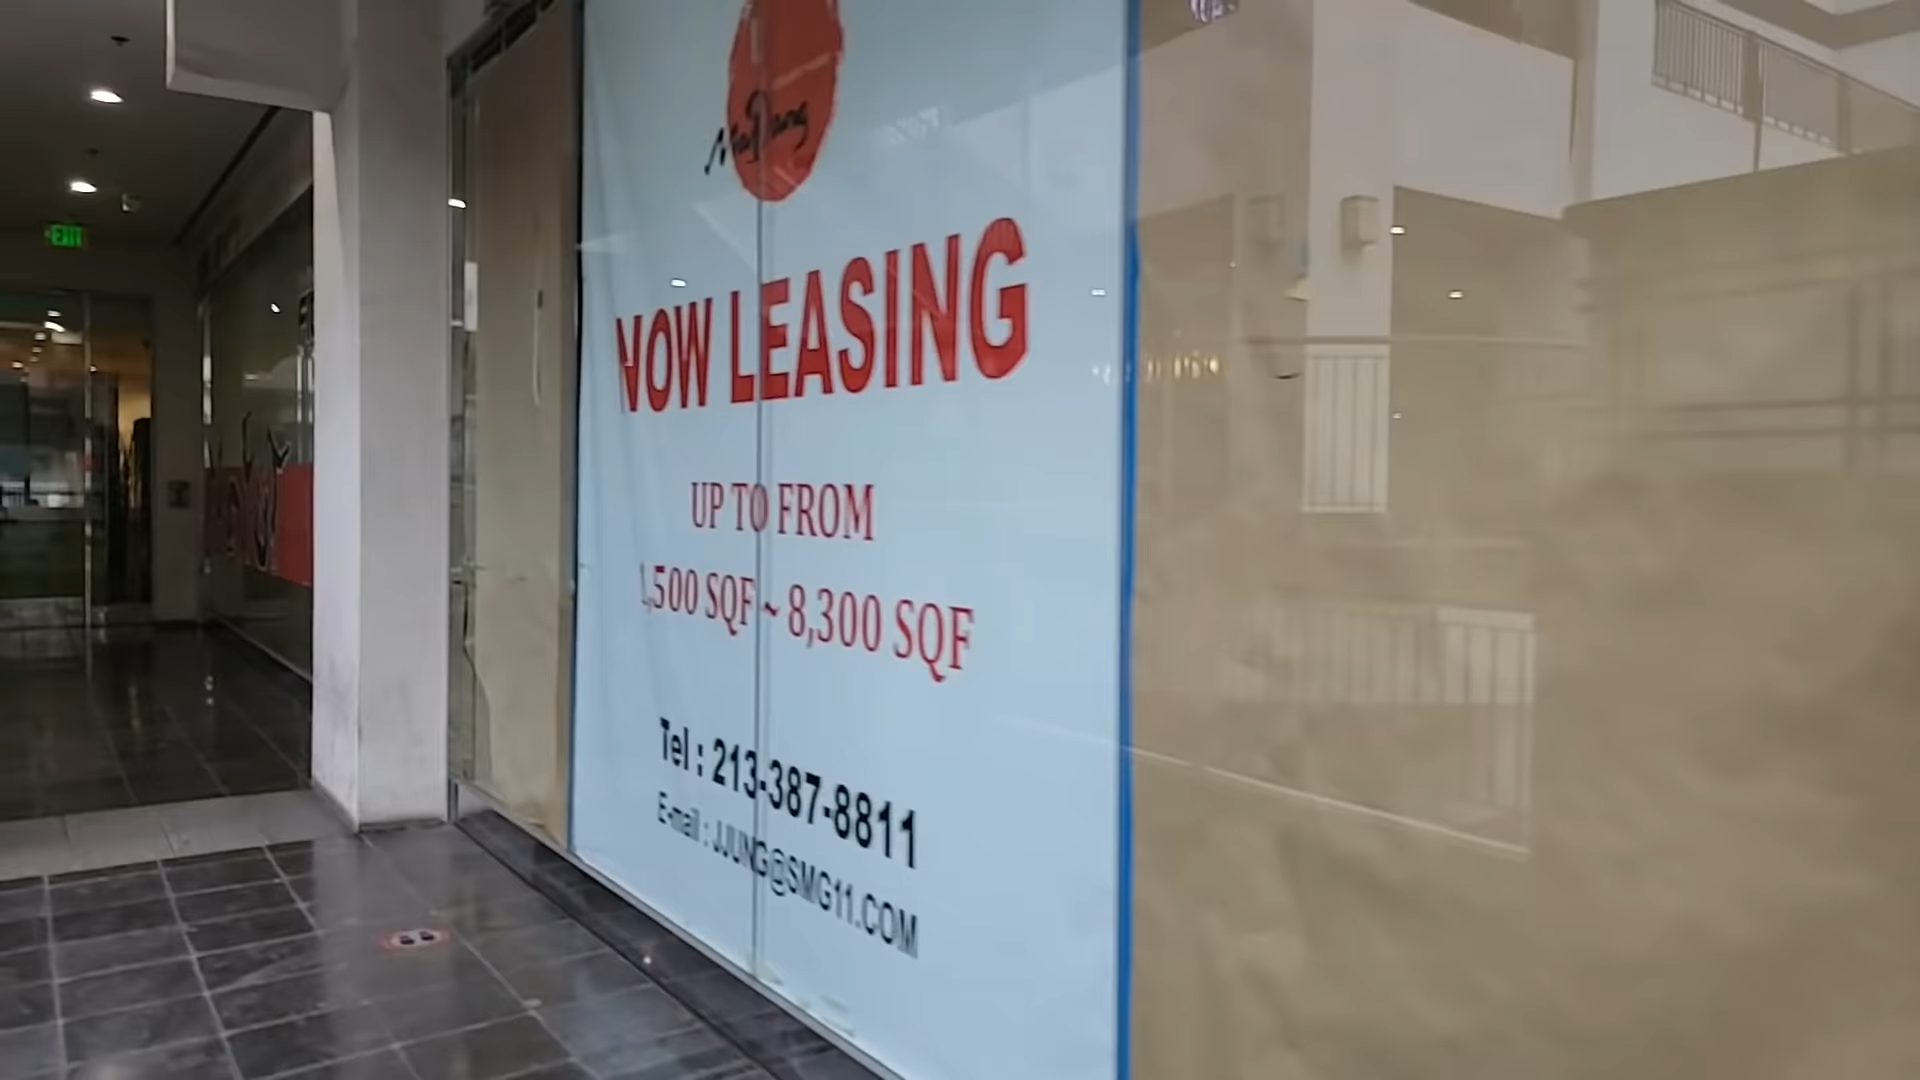 EXIT
MaDang
NOW LEASING
UP TO FROM
1,500 SQF ~ 8,300 SQF
Tel : 213-387-8811
E-mail : JJUNG@SMG11.COM